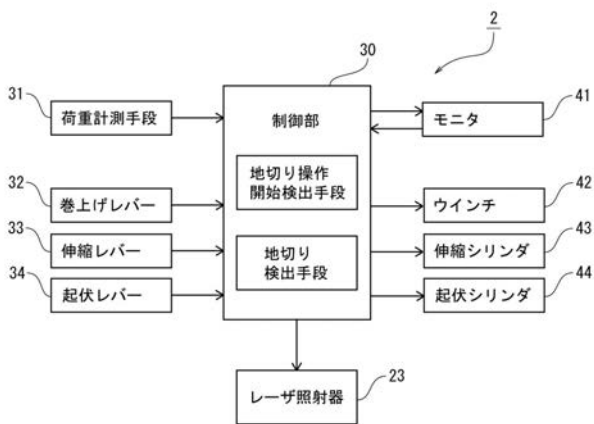 2
30
31
荷重計測手段
制御部
モニタ
41
地切り操作
開始検出手段
32
巻上げレバー
ウインチ
42
33
伸縮レバー
地切り
検出手段
伸縮シリンダ
43
34
起伏レバー
起伏シリンダ
44
レーザ照射器
23